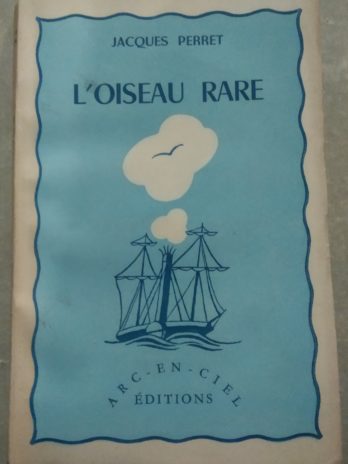 JACQUES PERRET
L'OISEAU RARE
ARC-EN-CIEL
ÉDITIONS